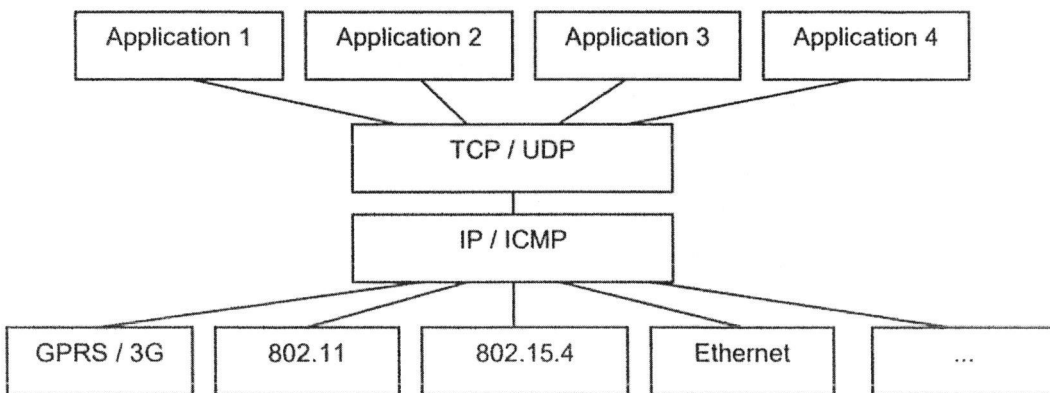 Application 1 Application 2 Application 3 Application 4
TCP / UDP
IP / ICMP
GPRS / 3G 802.11 802.15.4 Ethernet ...